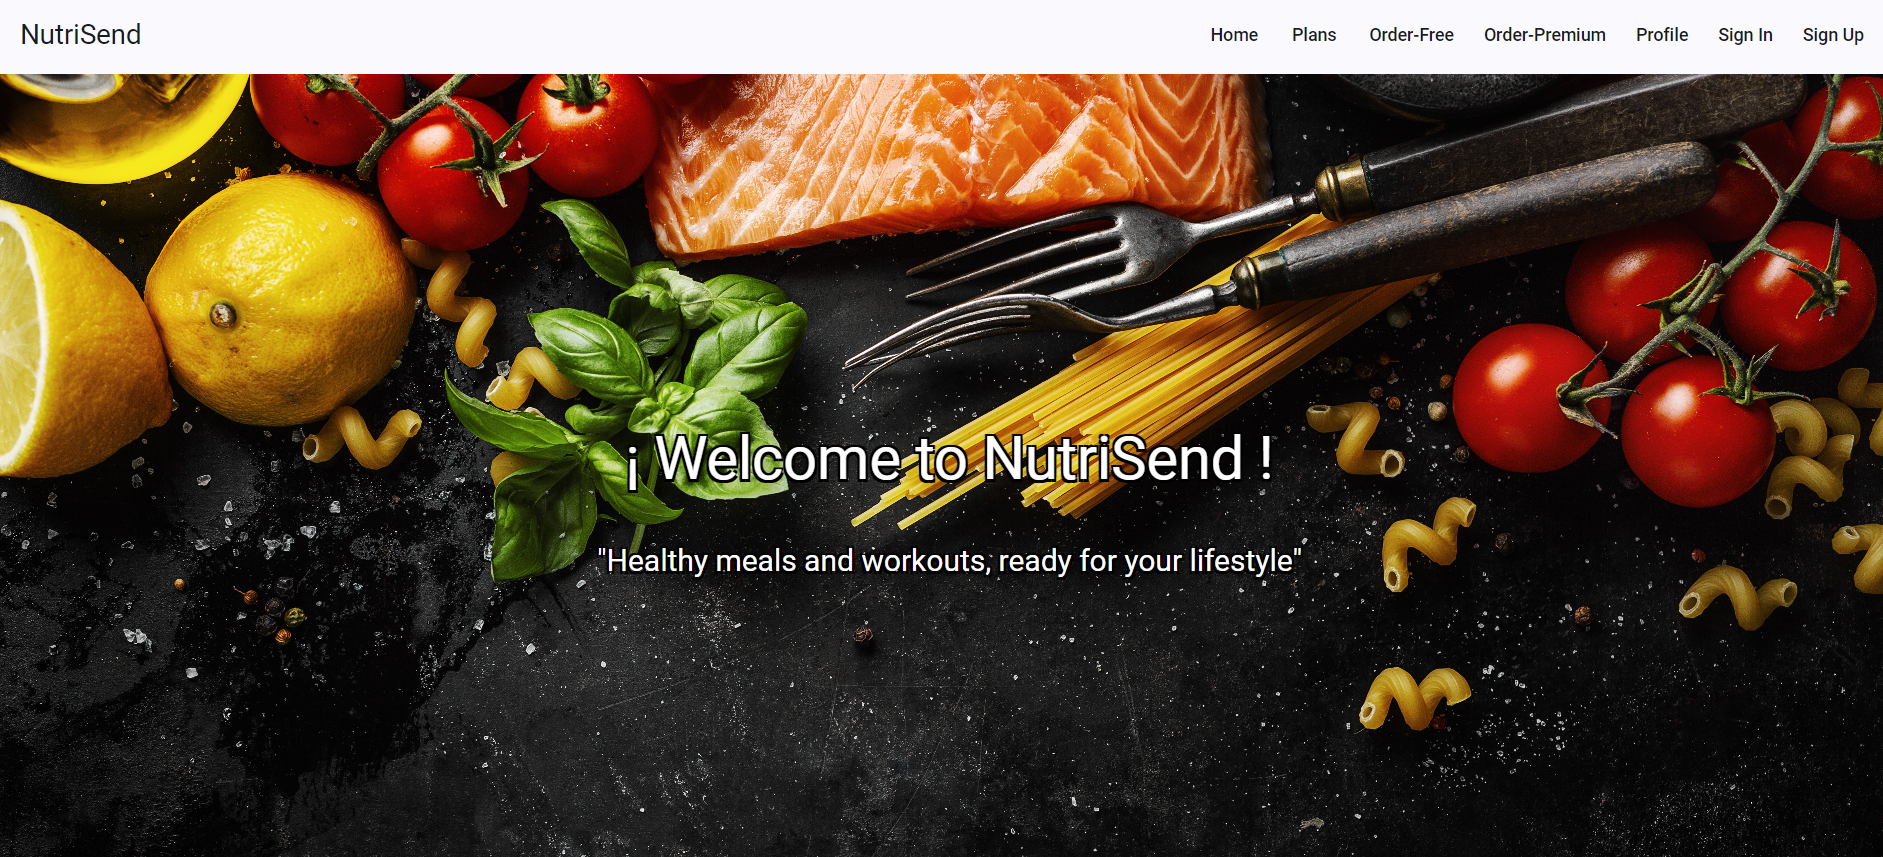 NutriSend
Home Plans Order-Free Order-Premium Profile Sign In Sign Up
¡ Welcome to NutriSend !
"Healthy meals and workouts, ready for your lifestyle"